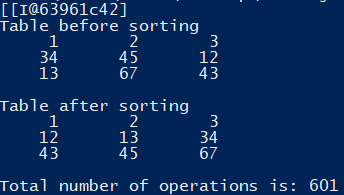 [[I@63961c42]
Table before sorting
1 2 3
34 45 12
13 67 43
Table after sorting
1 2 3
12 13 34
43 45 67
Total number of operations is: 601